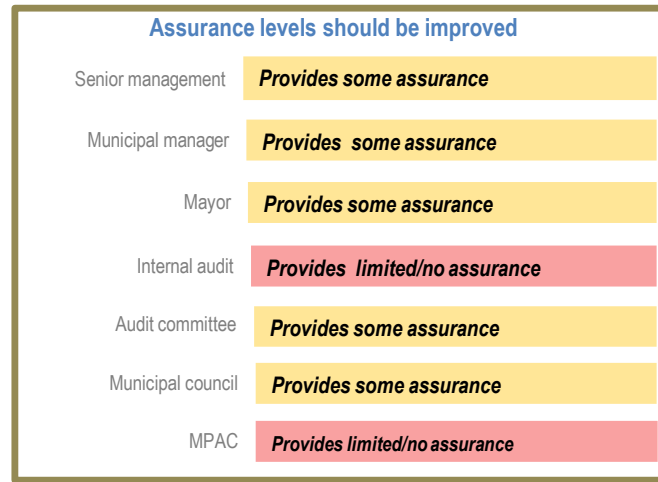 Assurance levels should be improved
Senior management Provides some assurance
Municipal manager Provides some assurance
Mayor Provides some assurance
Internal audit Provides limited/no assurance
Audit committee Provides some assurance
Municipal council Provides some assurance
MPAC Provides limited/no assurance